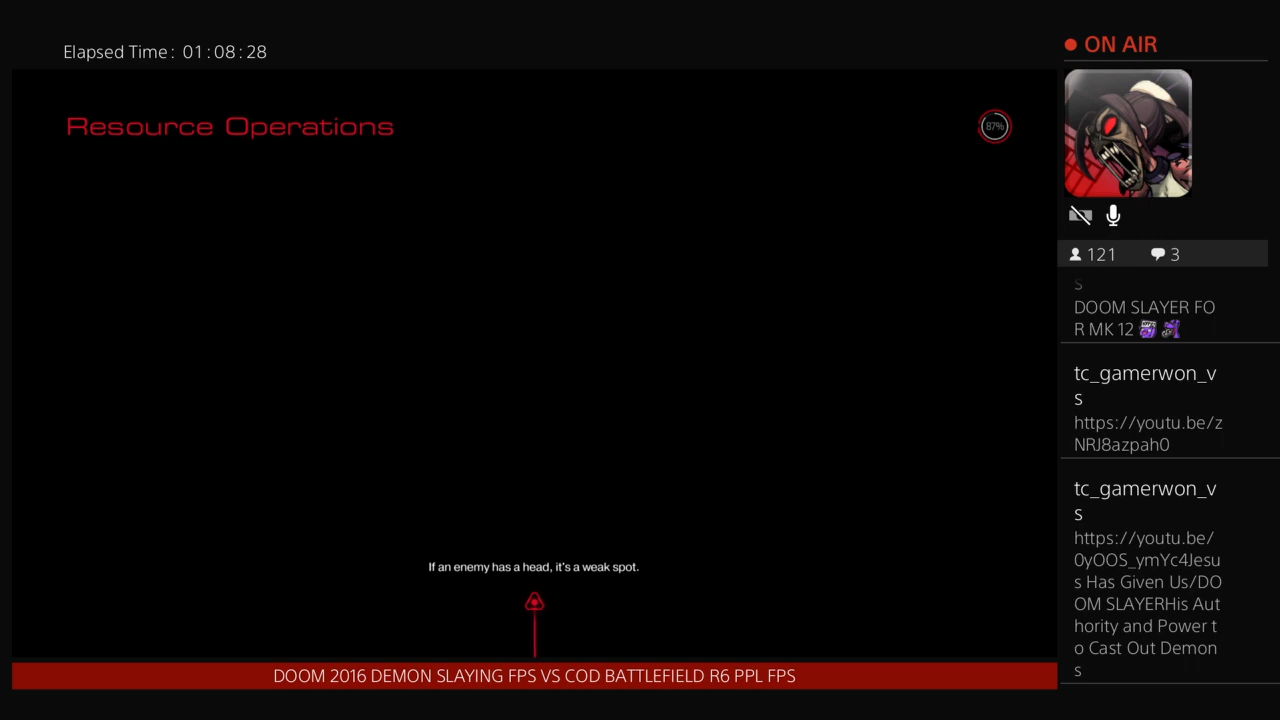 Elapsed Time: 01:08:28
ON AIR
Resource Operations
87%
121
3
s
DOOM SLAYER FO
R MK 12
tc_gamerwon_v
s
https://youtu.be/z
NRJ8azpah0
tc_gamerwon_v
s
https://youtu.be/
0yOOS_ymYc4Jesu
s Has Given Us/DO
OM SLAYERHis Aut
hority and Power t
o Cast Out Demon
s
If an enemy has a head, it's a weak spot.
DOOM 2016 DEMON SLAYING FPS VS COD BATTLEFIELD R6 PPL FPS